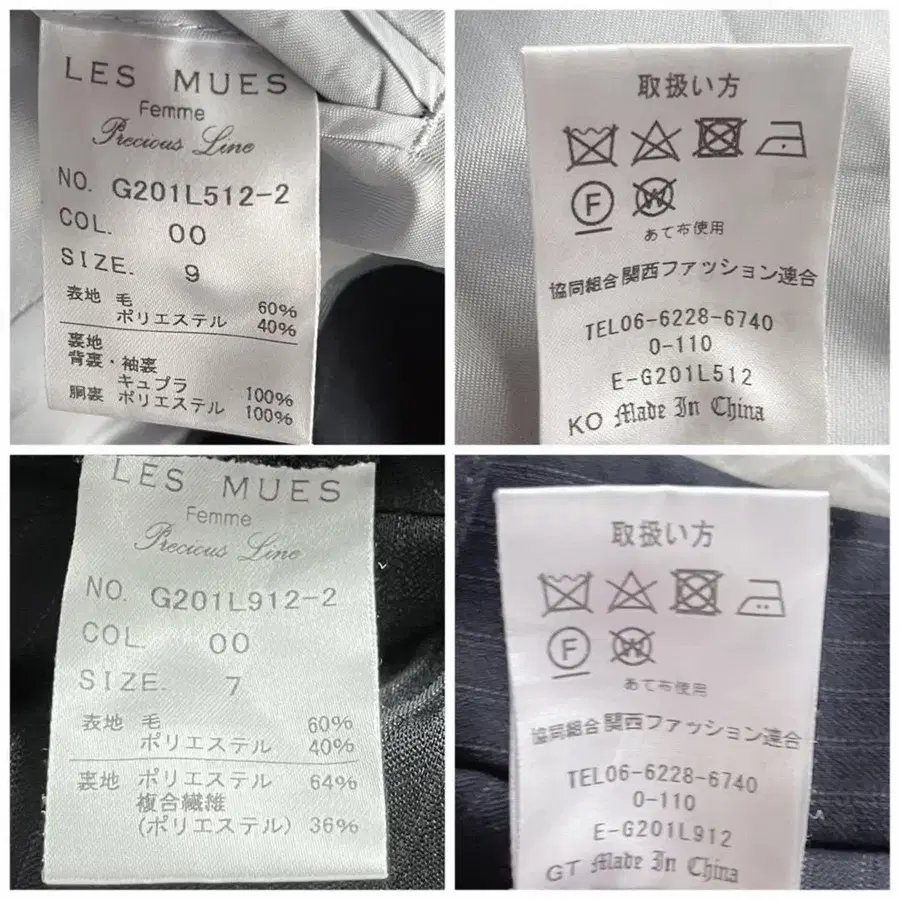 LES MUES
Femme
Precious Line
NO. G201L512-2
COL. 00
SIZE. 9
表地 毛 60%
ポリエステル 40%
裏地
背裏・袖裏
キュプラ 100%
胴裏 ポリエステル 100%
取扱い方
F W
あて布使用
協同組合関西ファッション連合
TEL06-6228-6740
0-110
E-G201L512
KO Made In China
LES MUES
Femme
Precious Line
NO. G201L912-2
COL. 00
SIZE. 7
表地 毛 60%
ポリエステル 40%
裏地 ポリエステル 64%
複合繊維
(ポリエステル) 36%
取扱い方
F W
あて布使用
協同組合関西ファッション連合
TEL06-6228-6740
0-110
E-G201L912
GT Made In China